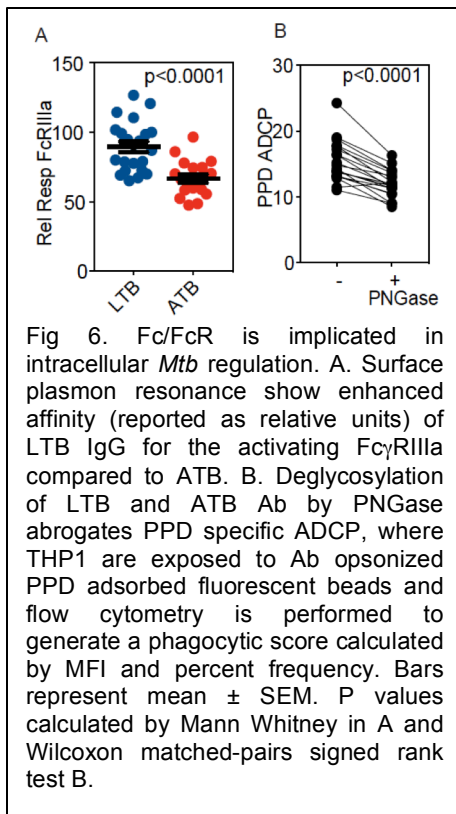 A
B
150
100
50
0
Rel Resp FcRIIIa
p<0.0001
LTB
ATB
30
20
10
0
PPD ADCP
p<0.0001
-
+
PNGase
Fig 6. Fc/FcR is implicated in
intracellular Mtb regulation. A. Surface
plasmon resonance show enhanced
affinity (reported as relative units) of
LTB IgG for the activating FcγRIIIa
compared to ATB. B. Deglycosylation
of LTB and ATB Ab by PNGase
abrogates PPD specific ADCP, where
THP1 are exposed to Ab opsonized
PPD adsorbed fluorescent beads and
flow cytometry is performed to
generate a phagocytic score calculated
by MFI and percent frequency. Bars
represent mean ± SEM. P values
calculated by Mann Whitney in A and
Wilcoxon matched-pairs signed rank
test B.